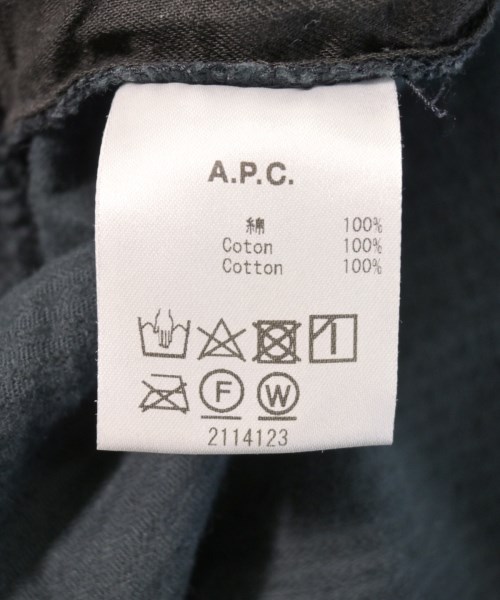 A.P.C.
綿 100%
Coton 100%
Cotton 100%
F W
2114123